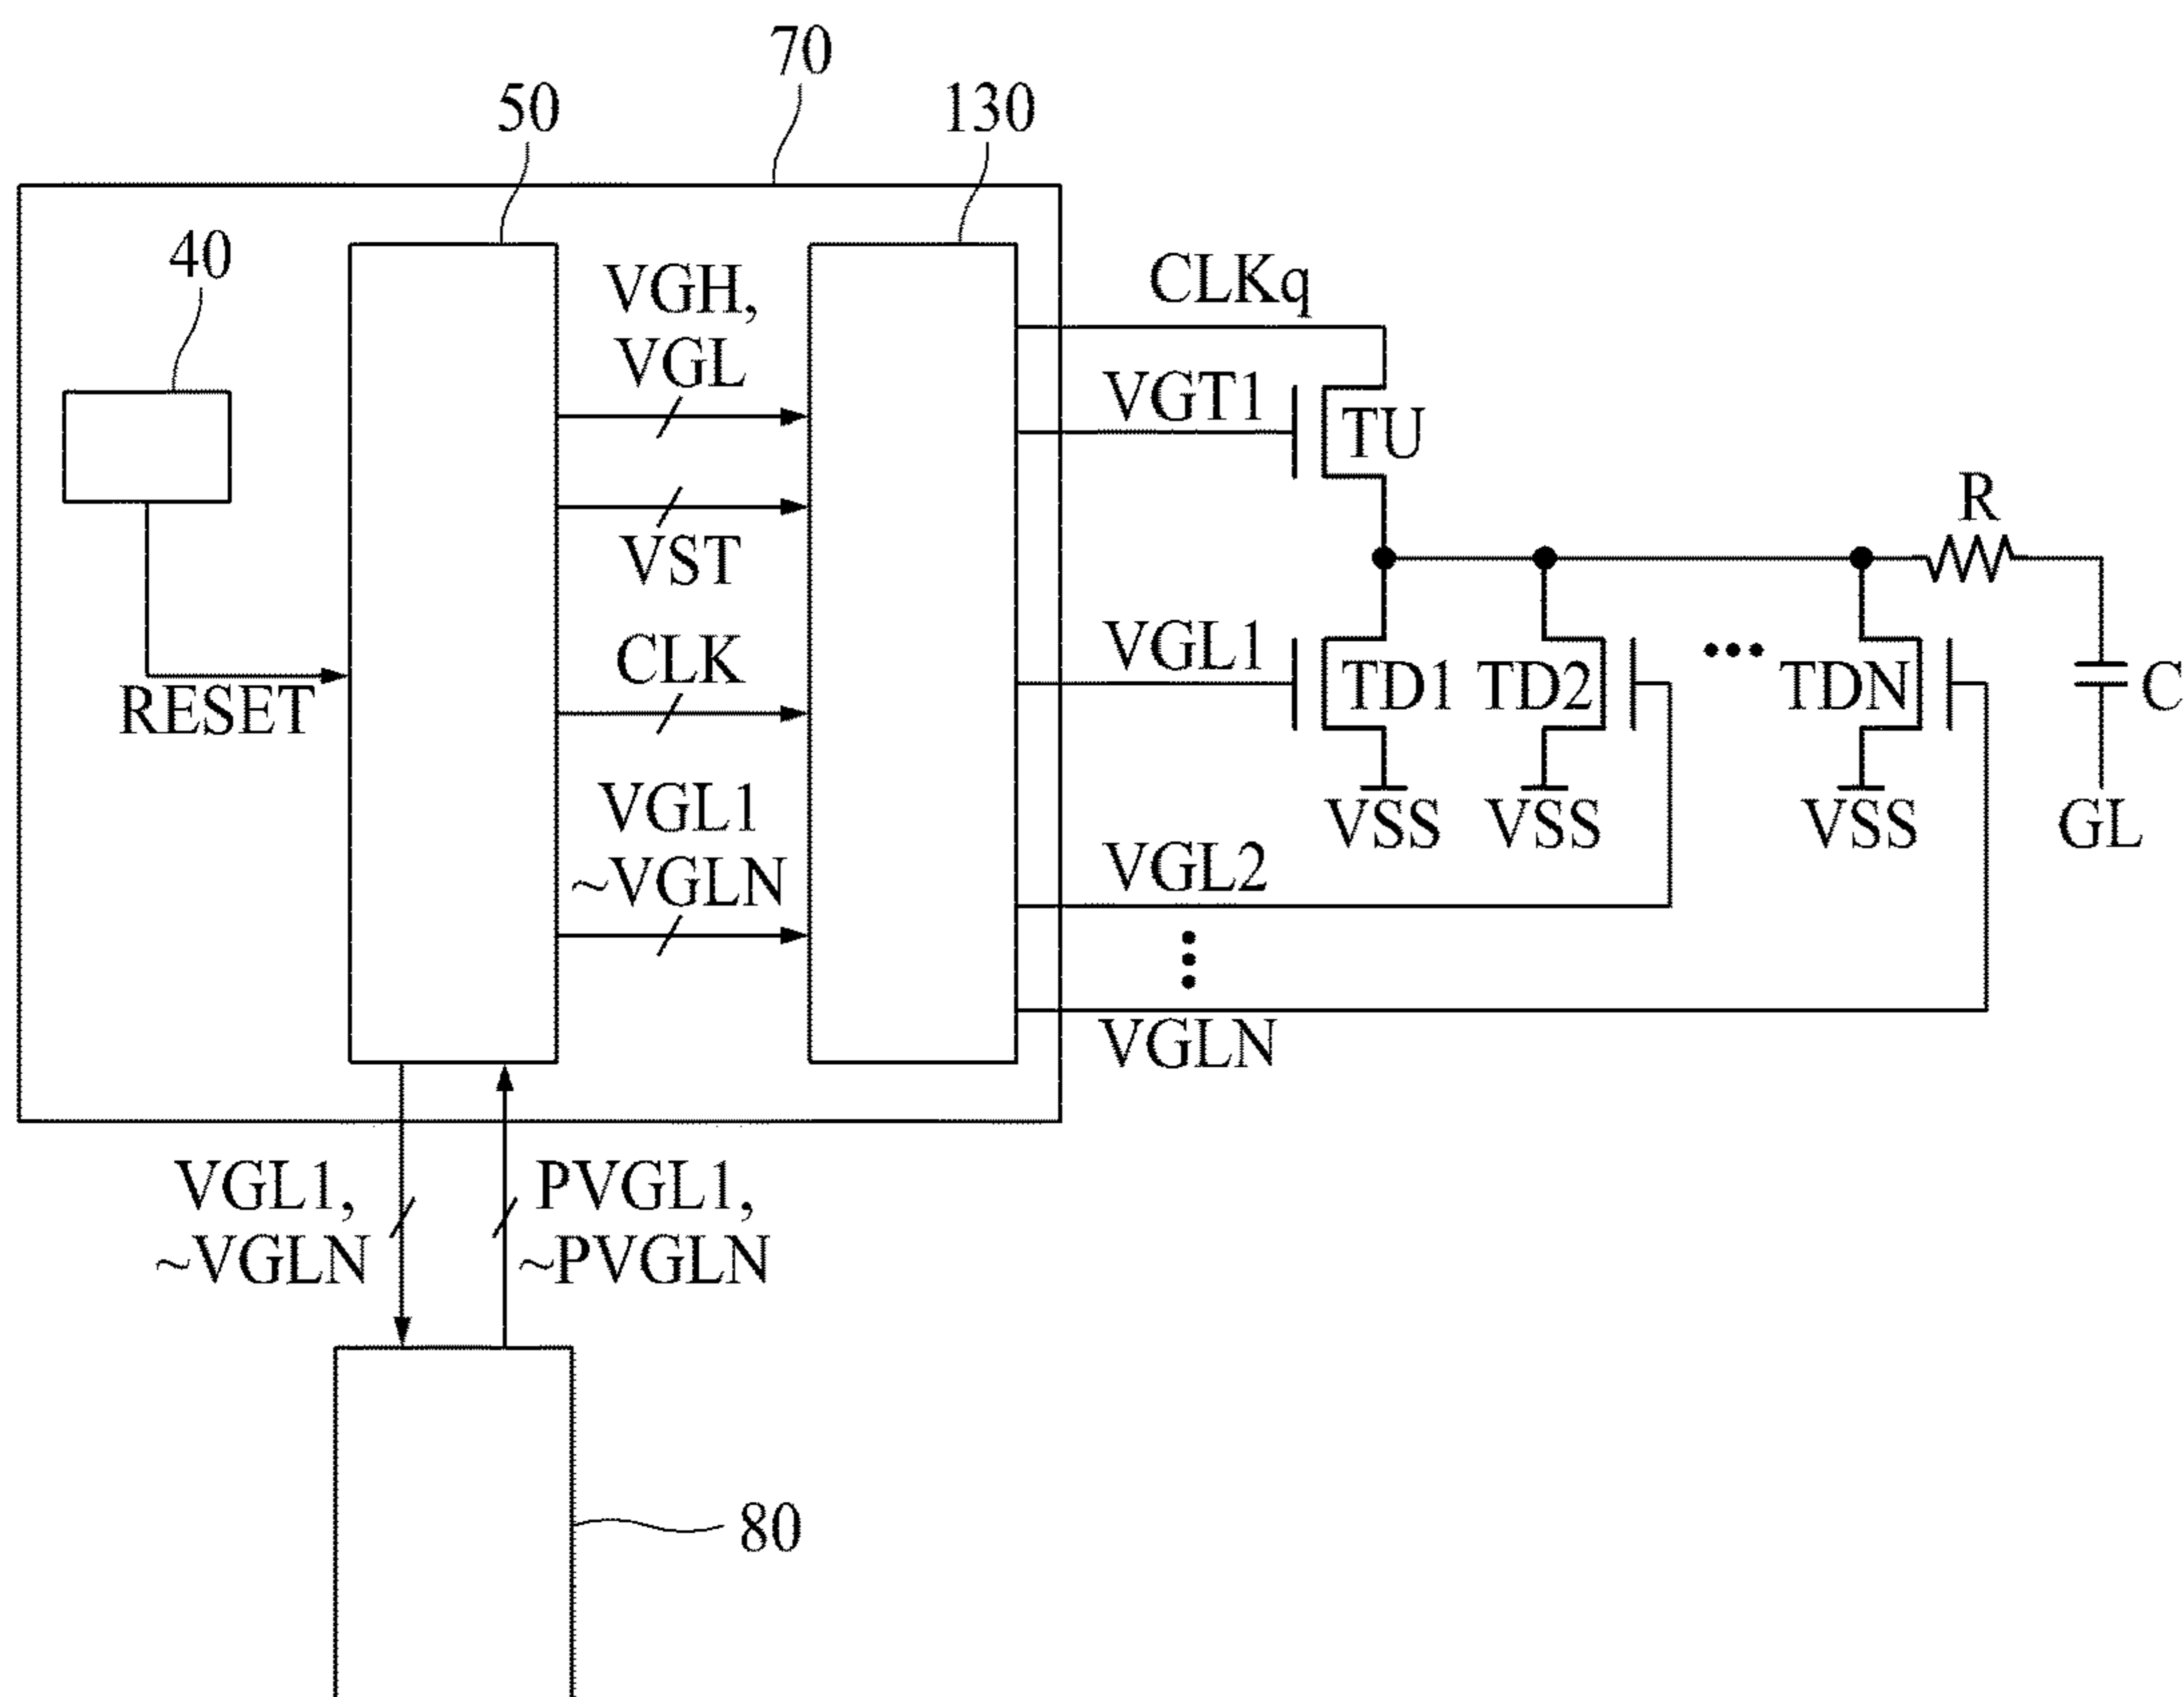 70
50
130
40
VGH,
VGL
CLKq
VGT1
TU
R
VST
RESET
CLK
VGL1
TD1
TD2
TDN
C
VGL1
~VGLN
VSS
VSS
VSS
GL
VGL2
VGLN
VGL1,
~VGLN
PVGL1,
~PVGLN
80